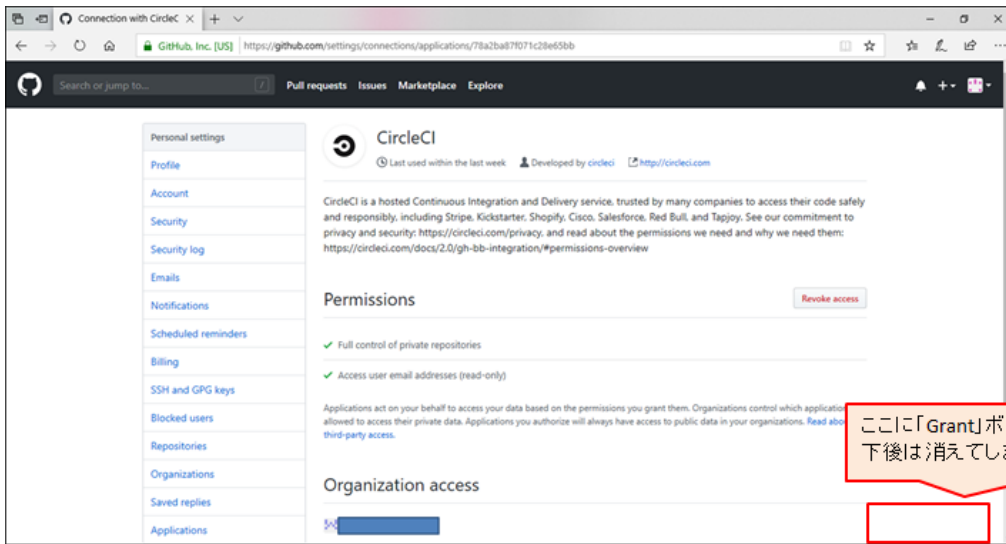 Connection with CircleC
GitHub, Inc. [US] https://github.com/settings/connections/applications/78a2ba87f071c28e65bb
Search or jump to... / Pull requests Issues Marketplace Explore
Personal settings
Profile
Account
Security
Security log
Emails
Notifications
Scheduled reminders
Billing
SSH and GPG keys
Blocked users
Repositories
Organizations
Saved replies
Applications
CircleCI
Last used within the last week Developed by circleci http://circleci.com
CircleCI is a hosted Continuous Integration and Delivery service, trusted by many companies to access their code safely
and responsibly, including Stripe, Kickstarter, Shopify, Cisco, Salesforce, Red Bull, and Tapjoy. See our commitment to
privacy and security: https://circleci.com/privacy, and read about the permissions we need and why we need them:
https://circleci.com/docs/2.0/gh-bb-integration/#permissions-overview
Permissions
Revoke access
Full control of private repositories
Access user email addresses (read-only)
Applications act on your behalf to access your data based on the permissions you grant them. Organizations control which application
allowed to access their private data. Applications you authorize will always have access to public data in your organizations. Read abou
third-party access.
ここに「Grant」ボ
下後は消えてしま
Organization access